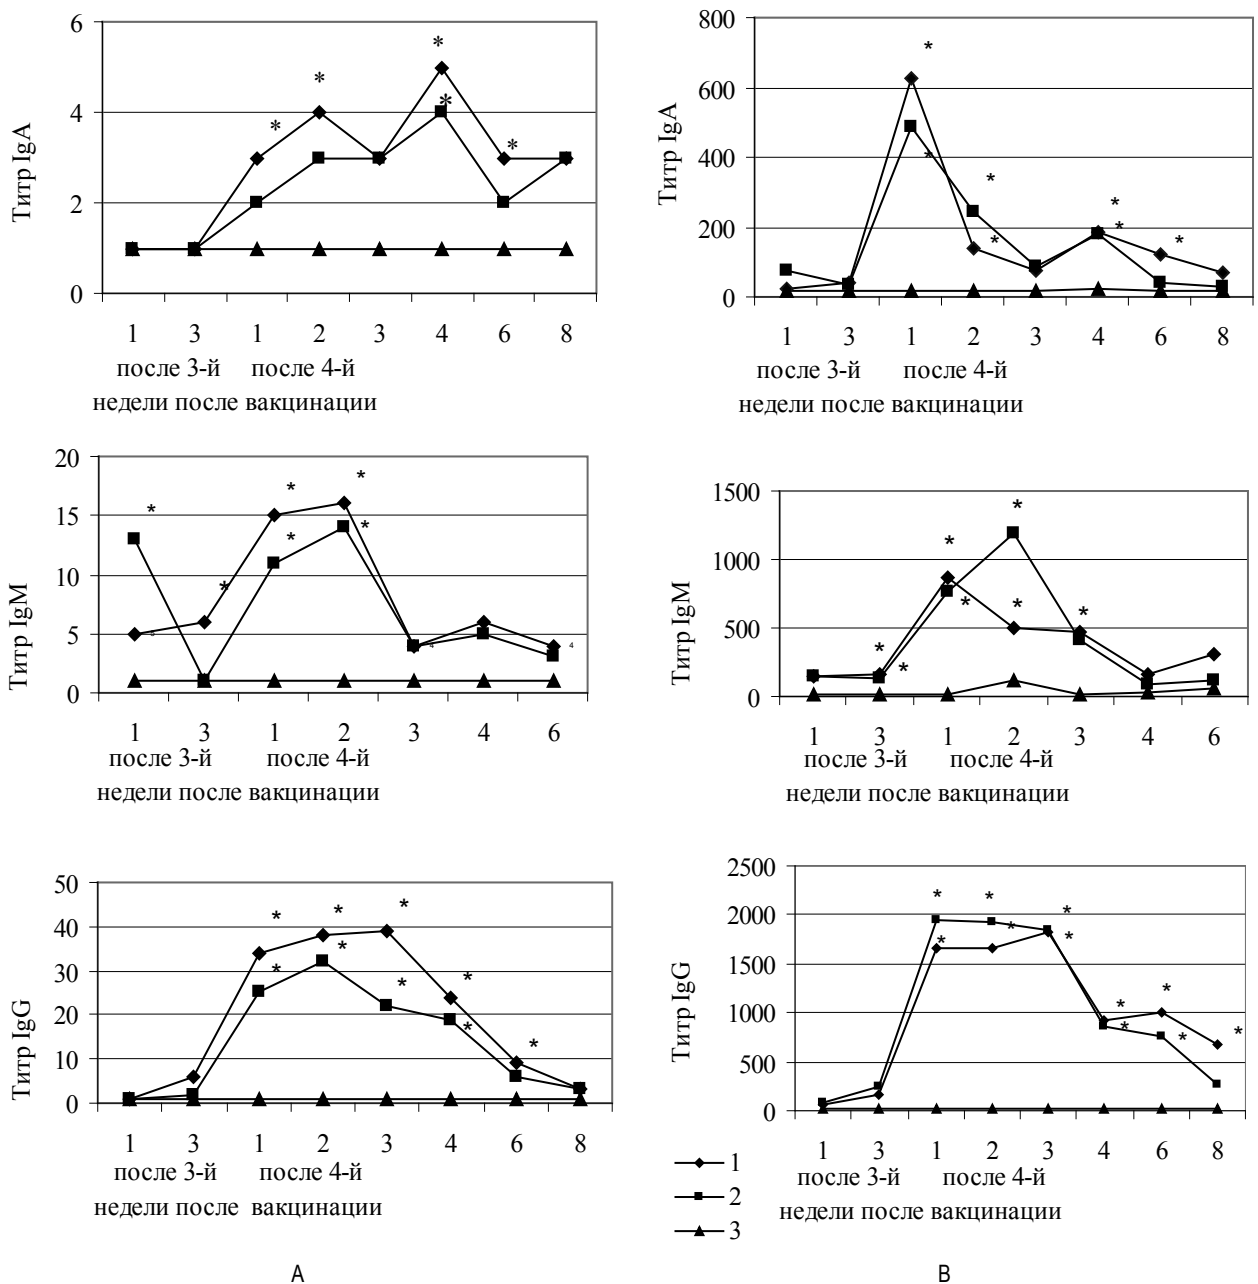 Титр IgA
6
4
2
0
1 3 1 2 3 4 6 8
после 3-й после 4-й
недели после вакцинации
Титр IgA
800
600
400
200
0
1 3 1 2 3 4 6 8
после 3-й после 4-й
недели после вакцинации
Титр IgM
20
15
10
5
0
1 3 1 2 3 4 6
после 3-й после 4-й
недели после вакцинации
Титр IgM
1500
1000
500
0
1 3 1 2 3 4 6
после 3-й после 4-й
недели после вакцинации
Титр IgG
50
40
30
20
10
0
1 3 1 2 3 4 6 8
после 3-й после 4-й
недели после вакцинации
Титр IgG
2500
2000
1500
1000
500
0
1 3 1 2 3 4 6 8
после 3-й после 4-й
недели после вакцинации
1
2
3
A
B